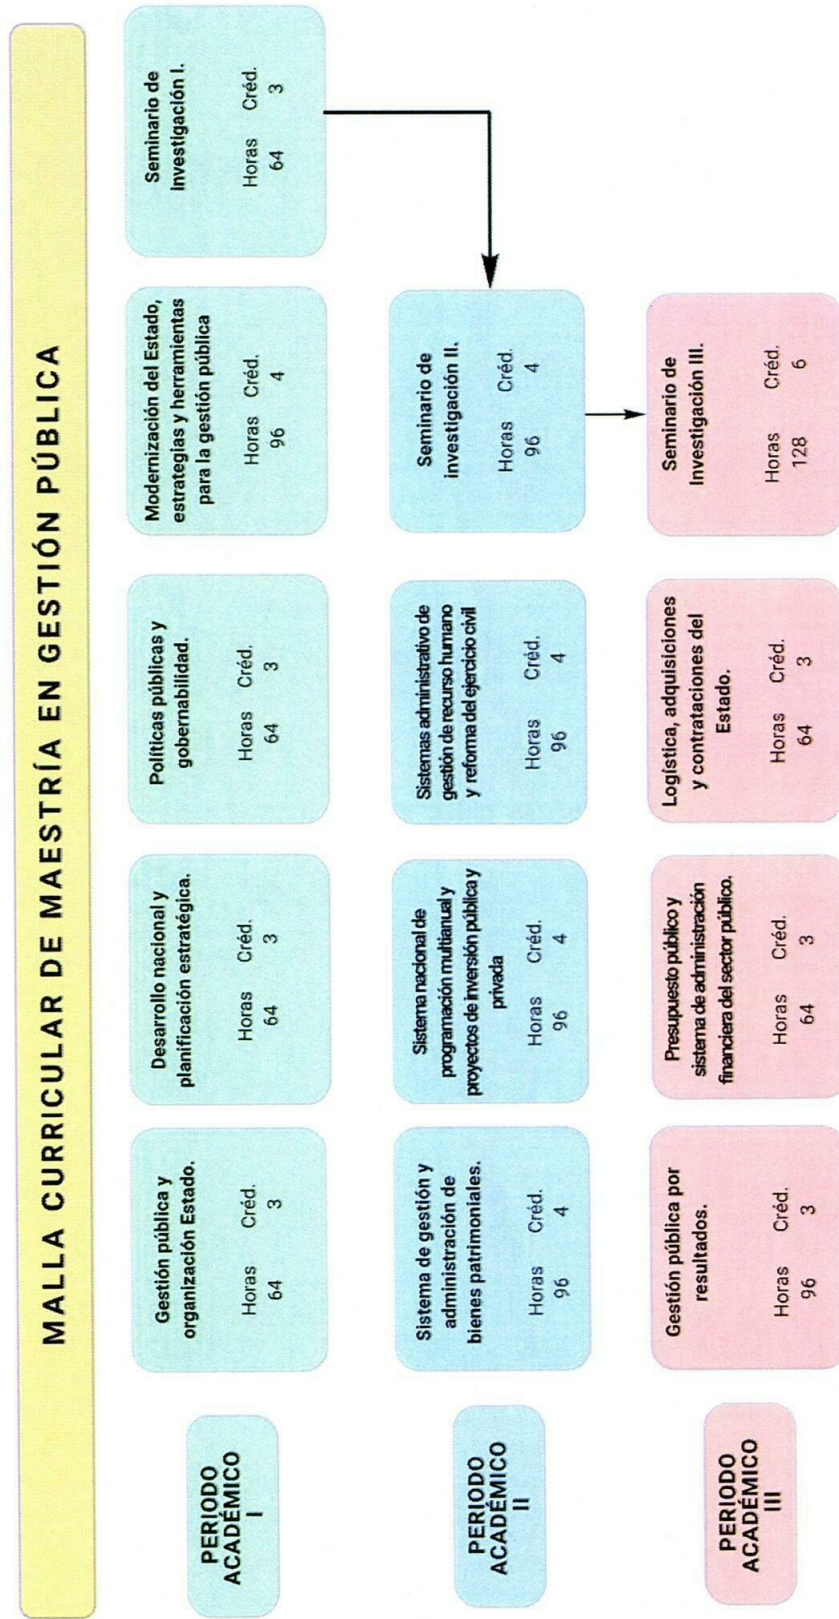 MALLA CURRICULAR DE MAESTRÍA EN GESTIÓN PÚBLICA
PERIODO
ACADÉMICO
I
Gestión pública y
organización Estado.
Horas Créd.
64 3
Desarrollo nacional y
planificación estratégica.
Horas Créd.
64 3
Políticas públicas y
gobernabilidad.
Horas Créd.
64 3
Modernización del Estado,
estrategias y herramientas
para la gestión pública
Horas Créd.
96 4
Seminario de
investigación I.
Horas Créd.
64 3
PERIODO
ACADÉMICO
II
Sistema de gestión y
administración de
bienes patrimoniales.
Horas Créd.
96 4
Sistema nacional de
programación multianual y
proyectos de inversión pública y
privada
Horas Créd.
96 4
Sistemas administrativo de
gestión de recurso humano
y reforma del ejercicio civil
Horas Créd.
96 4
Seminario de
investigación II.
Horas Créd.
96 4
PERIODO
ACADÉMICO
III
Gestión pública por
resultados.
Horas Créd.
96 3
Presupuesto público y
sistema de administración
financiera del sector público.
Horas Créd.
64 3
Logística, adquisiciones
y contrataciones del
Estado.
Horas Créd.
64 3
Seminario de
Investigación III.
Horas Créd.
128 6